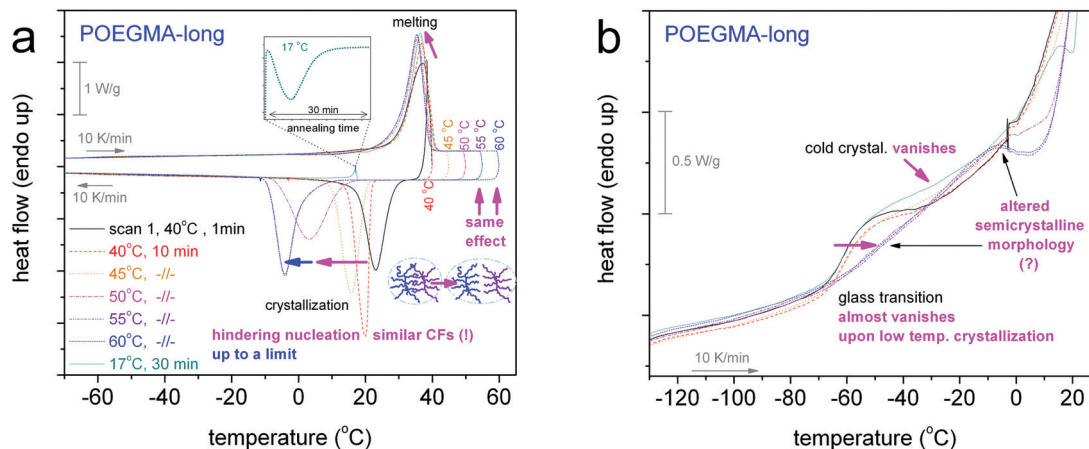 a
POEGMA-long
1 W/g
10 K/min
10 K/min
17 °C
30 min
annealing time
melting
45 °C
50 °C
55 °C
60 °C
40 °C
same
effect
scan 1, 40°C , 1min
40°C, 10 min
45°C, -//-
50°C, -//-
55°C, -//-
60°C, -//-
17°C, 30 min
crystallization
hindering nucleation
up to a limit
similar CFs (!)
heat flow (endo up)
-60 -40 -20 0 20 40 60
temperature (°C)
b
POEGMA-long
0.5 W/g
cold crystal. vanishes
altered
semicrystalline
morphology
(?)
glass transition
almost vanishes
upon low temp. crystallization
10 K/min
heat flow (endo up)
-120 -100 -80 -60 -40 -20 0 20
temperature (°C)